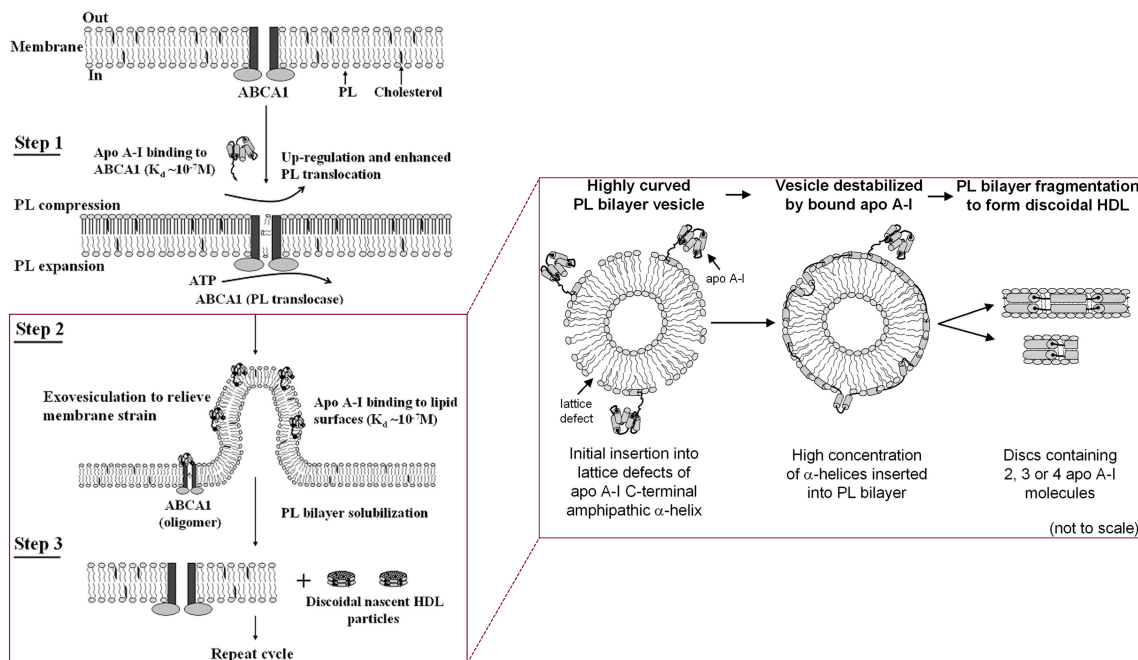 Out
Membrane
In
ABCA1
PL
Cholesterol
Step 1
Apo A-I binding to
ABCA1 (Kd ~10-7M)
Up-regulation and enhanced
PL translocation
PL compression
PL expansion
ATP
ABCA1 (PL translocase)
Step 2
Exovesiculation to relieve
membrane strain
Apo A-I binding to lipid
surfaces (Kd ~10-7M)
ABCA1
(oligomer)
PL bilayer solubilization
Step 3
+
Discoidal nascent HDL
particles
Repeat cycle
Highly curved
PL bilayer vesicle
Vesicle destabilized
by bound apo A-I
PL bilayer fragmentation
to form discoidal HDL
apo A-I
lattice
defect
Initial insertion into
lattice defects of
apo A-I C-terminal
amphipathic α-helix
High concentration
of α-helices inserted
into PL bilayer
Discs containing
2, 3 or 4 apo A-I
molecules
(not to scale)